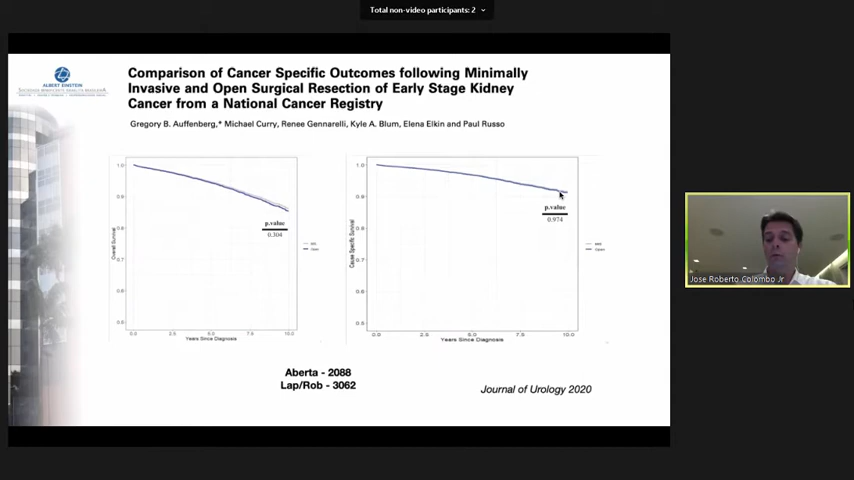 Total non-video participants: 2
ALBERT EINSTEIN
Comparison of Cancer Specific Outcomes following Minimally
Invasive and Open Surgical Resection of Early Stage Kidney
Cancer from a National Cancer Registry
Gregory B. Auffenberg,* Michael Curry, Renee Gennarelli, Kyle A. Blum, Elena Elkin and Paul Russo
Overall Survival
1.0
0.9
0.8
0.7
0.6
p.value
0.304
MIS
Open
0.0
2.5
5.0
7.5
10.0
Years Since Diagnosis
Cause Specific Survival
1.0
0.9
0.8
0.7
0.6
p.value
0.974
MIS
Open
0.0
2.5
5.0
7.5
10.0
Years Since Diagnosis
Aberta - 2088
Lap/Rob - 3062
Journal of Urology 2020
Jose Roberto Colombo Jr